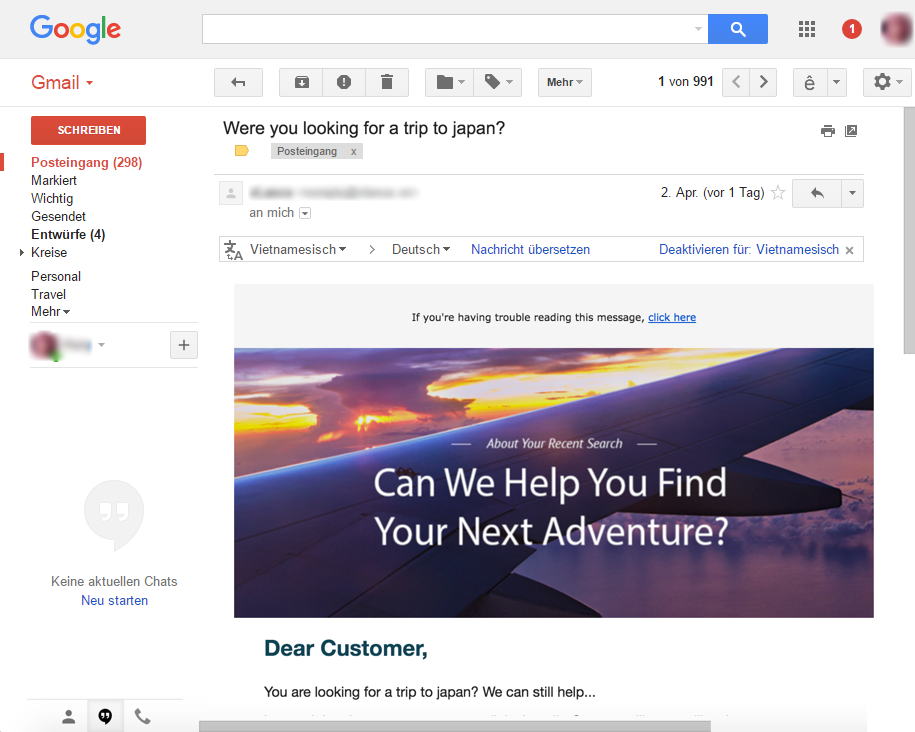 Google
1
Gmail
Mehr
1 von 991
ê
SCHREIBEN
Posteingang (298)
Markiert
Wichtig
Gesendet
Entwürfe (4)
Kreise
Personal
Travel
Mehr
+
Keine aktuellen Chats
Neu starten
Were you looking for a trip to japan?
Posteingang x
2. Apr. (vor 1 Tag)
an mich
Vietnamesisch > Deutsch Nachricht übersetzen Deaktivieren für: Vietnamesisch ×
If you're having trouble reading this message, click here
About Your Recent Search
Can We Help You Find
Your Next Adventure?
Dear Customer,
You are looking for a trip to japan? We can still help...